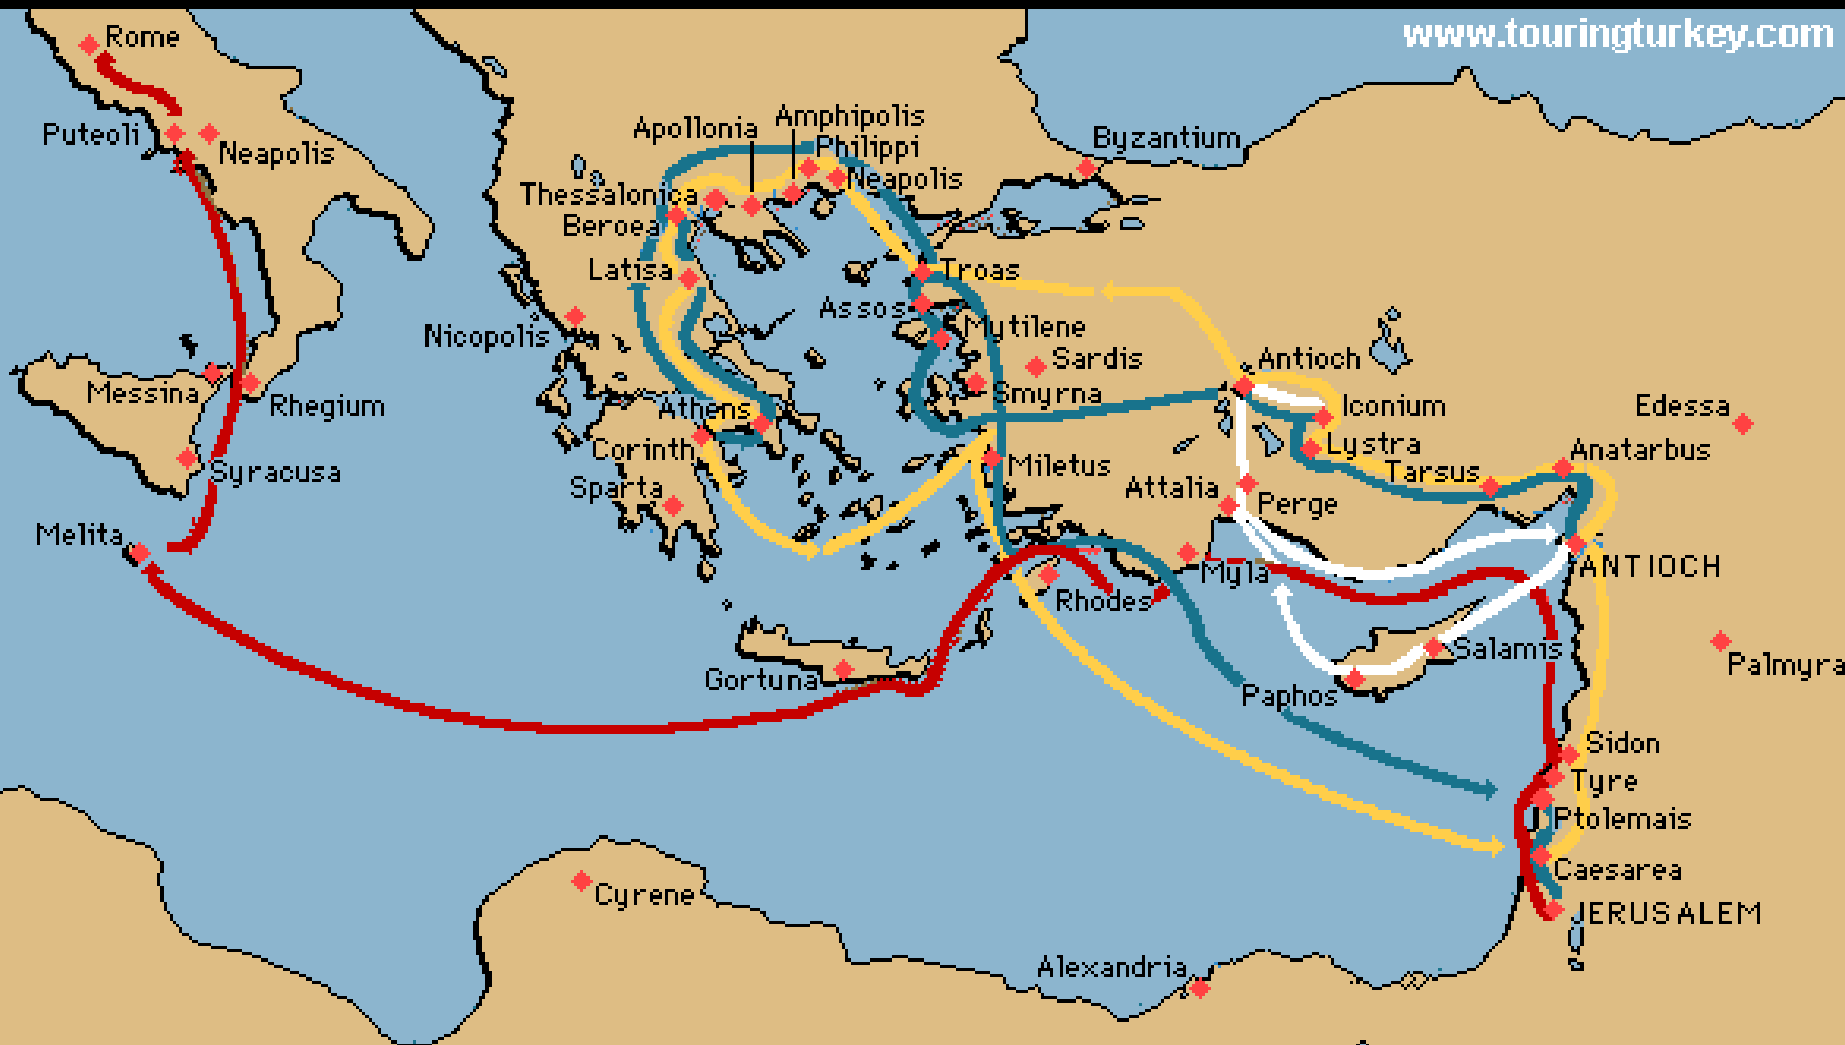 www.touringturkey.com
Rome
Puteoli
Neapolis
Apollonia
Amphipolis
Philippi
Neapolis
Byzantium
Thessalonica
Beroea
Latisa
Troas
Assos
Mytilene
Nicopolis
Sardis
Antioch
Smyrna
Messina
Rhegium
Athens
Iconium
Edessa
Corinth
Lystra
Anatarbus
Syracusa
Miletus
Tarsus
Sparta
Attalia
Perge
Melita
Myla
ANTIOCH
Rhodes
Salamis
Palmyra
Gortuna
Paphos
Sidon
Tyre
Ptolemais
Caesarea
Cyrene
JERUSALEM
Alexandria